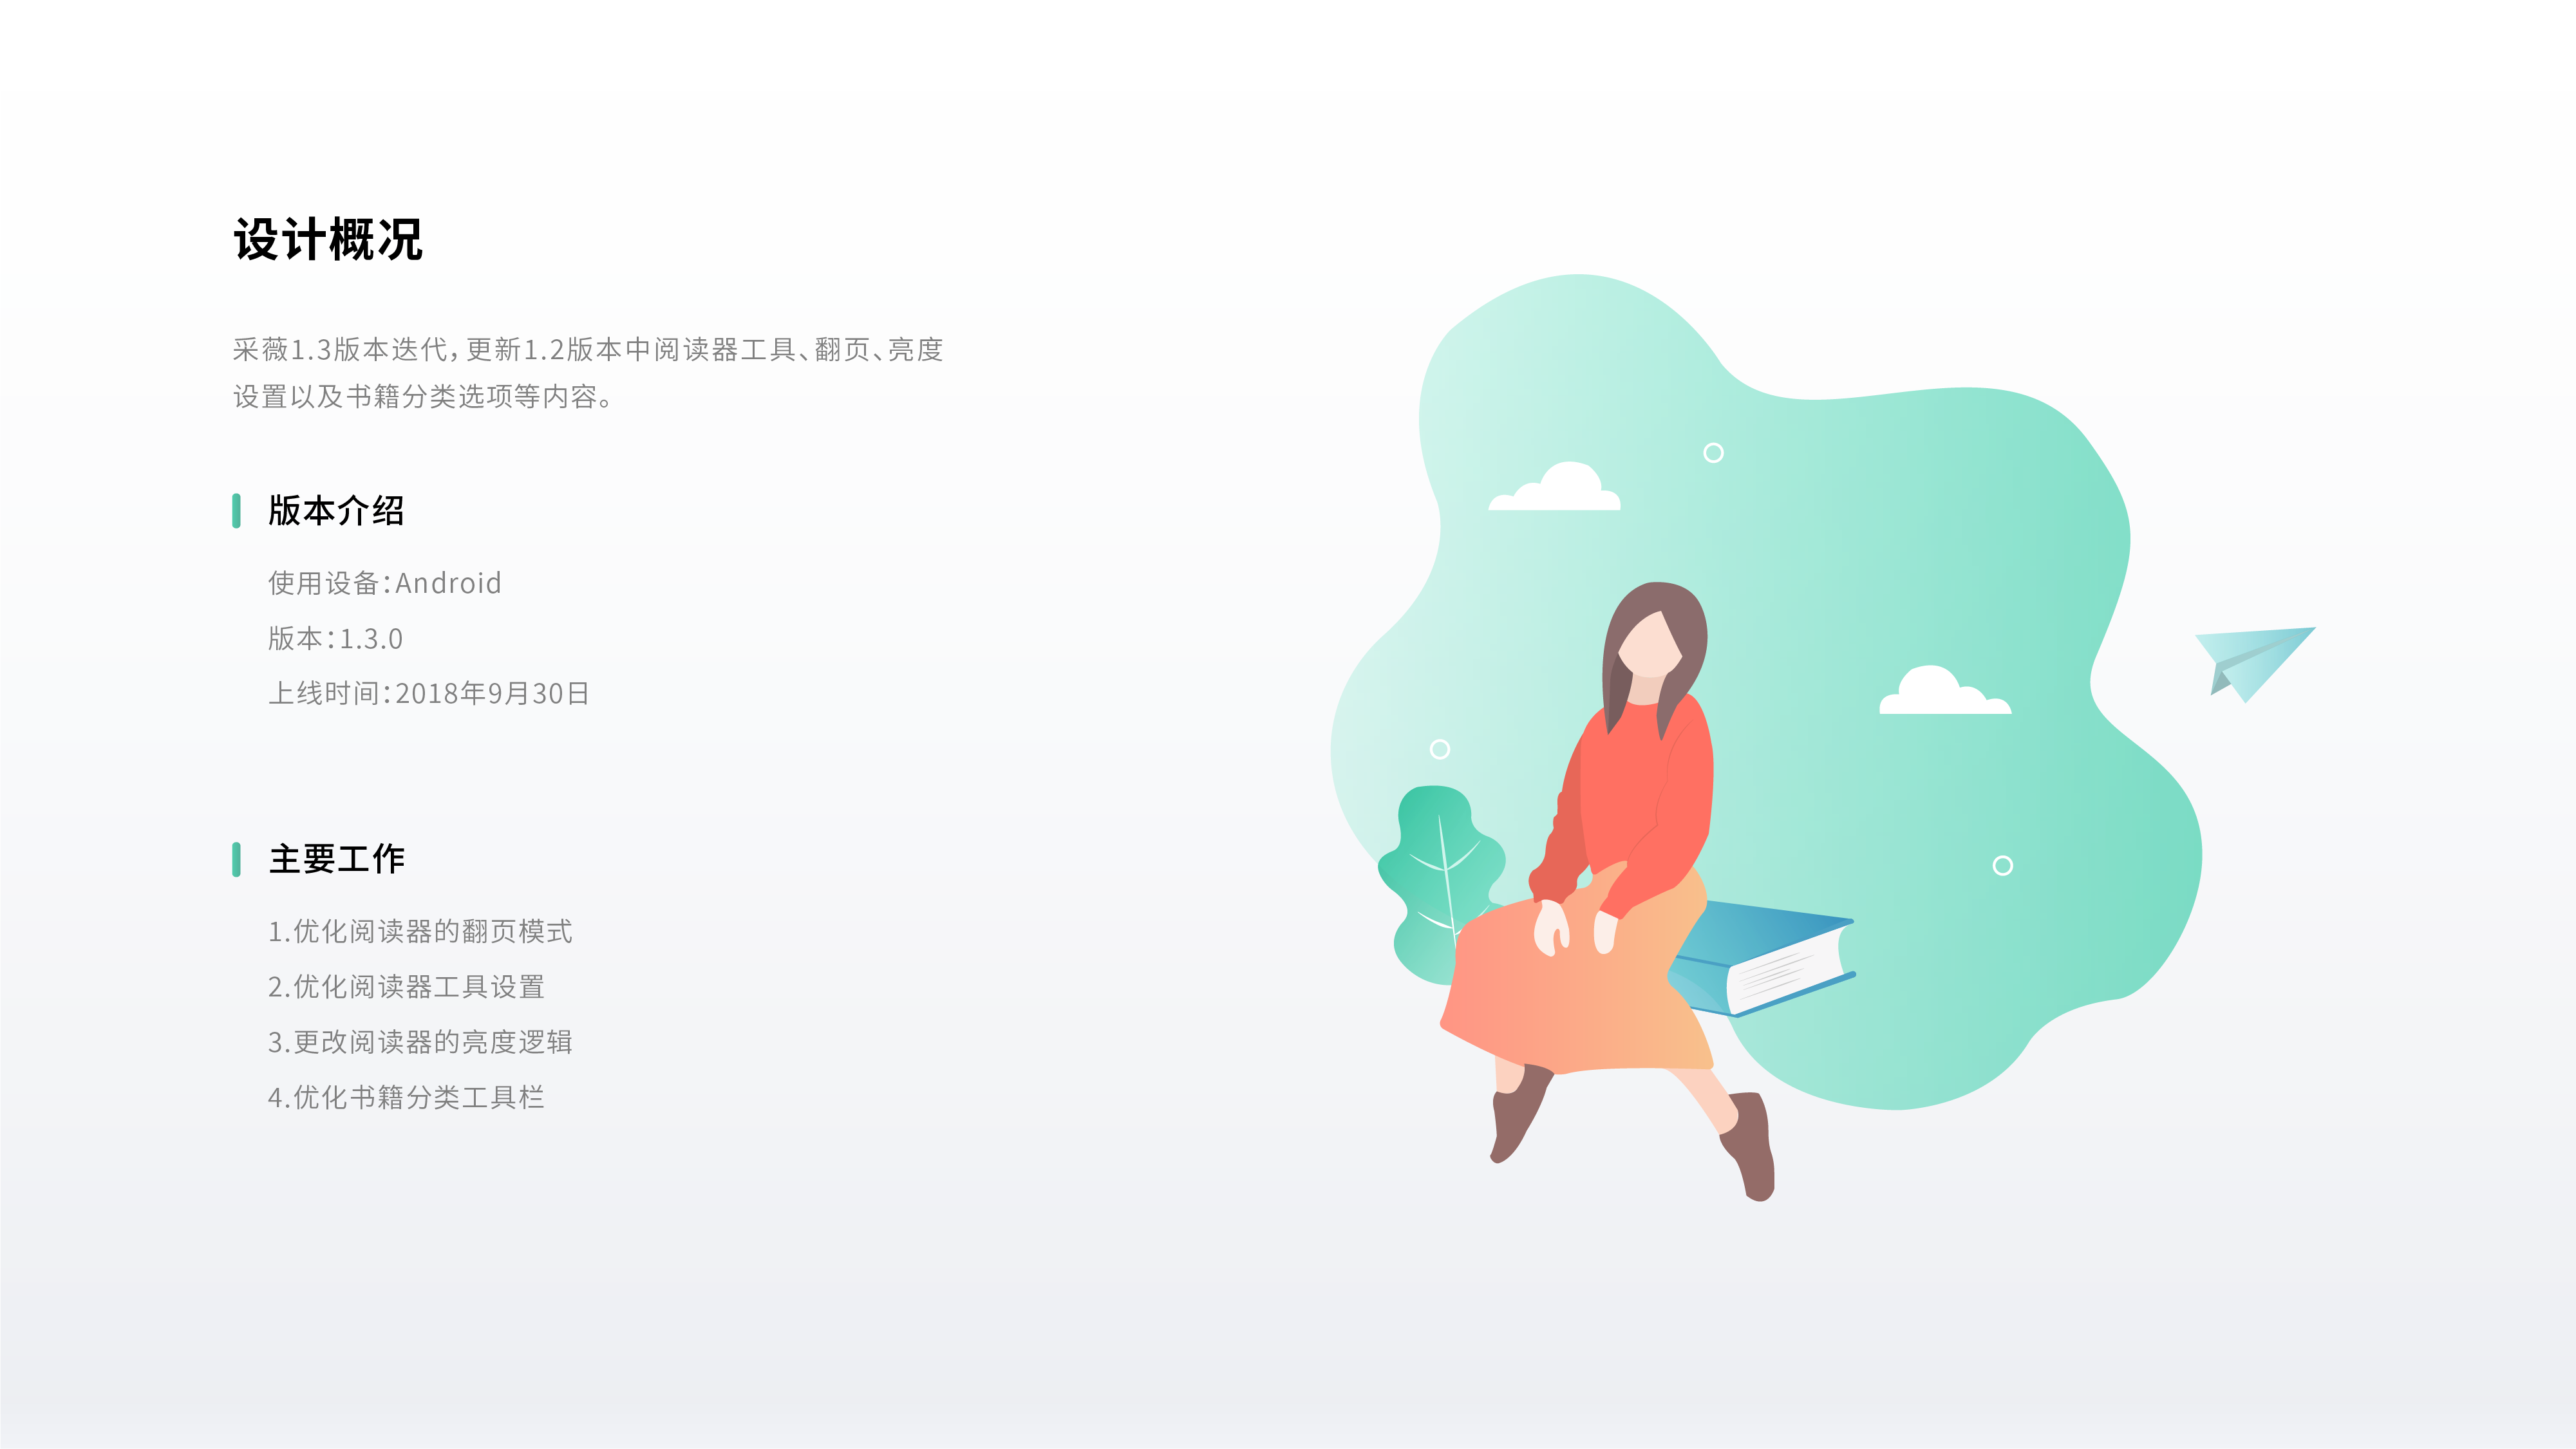 设计概况
采薇1.3版本迭代，更新1.2版本中阅读器工具、翻页、亮度
设置以及书籍分类选项等内容。
版本介绍
使用设备：Android
版本：1.3.0
上线时间：2018年9月30日
主要工作
1.优化阅读器的翻页模式
2.优化阅读器工具设置
3.更改阅读器的亮度逻辑
4.优化书籍分类工具栏